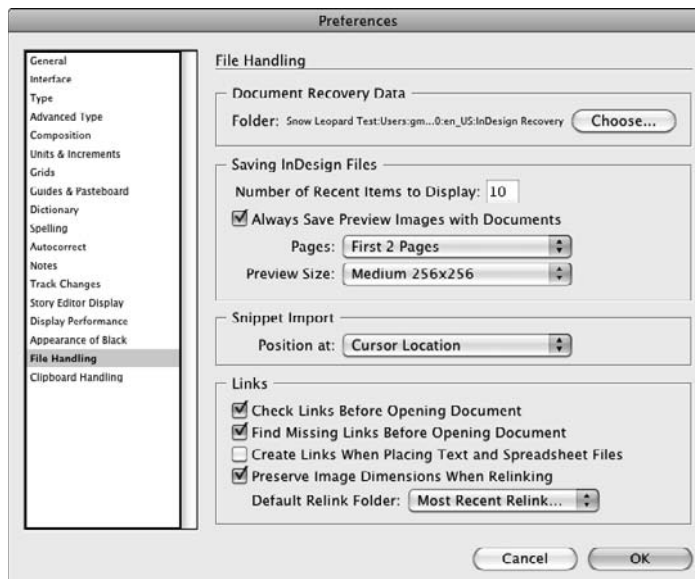 Preferences
General
Interface
Type
Advanced Type
Composition
Units & Increments
Grids
Guides & Pasteboard
Dictionary
Spelling
Autocorrect
Notes
Track Changes
Story Editor Display
Display Performance
Appearance of Black
File Handling
Clipboard Handling
File Handling
Document Recovery Data
Folder: Snow Leopard Test:Users:gm...0:en_US:InDesign Recovery Choose...
Saving InDesign Files
Number of Recent Items to Display: 10
Always Save Preview Images with Documents
Pages: First 2 Pages
Preview Size: Medium 256x256
Snippet Import
Position at: Cursor Location
Links
Check Links Before Opening Document
Find Missing Links Before Opening Document
Create Links When Placing Text and Spreadsheet Files
Preserve Image Dimensions When Relinking
Default Relink Folder: Most Recent Relink...
Cancel OK